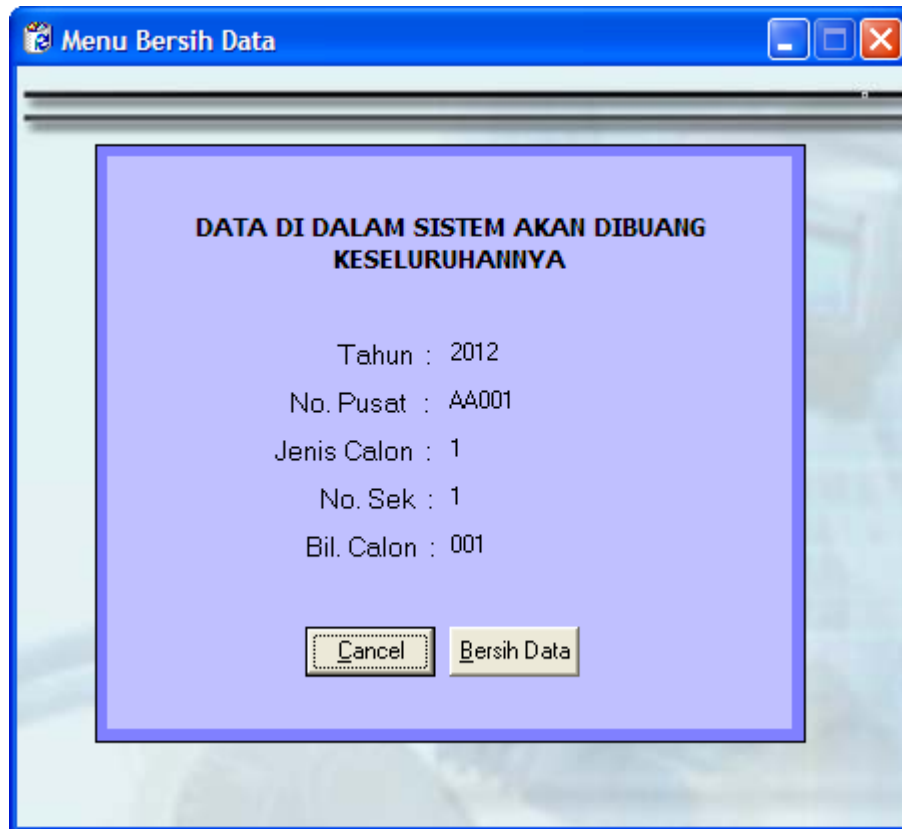 Menu Bersih Data
DATA DI DALAM SISTEM AKAN DIBUANG
KESELURUHANNYA
Tahun : 2012
No. Pusat : AA001
Jenis Calon : 1
No. Sek : 1
Bil. Calon : 001
Cancel Bersih Data